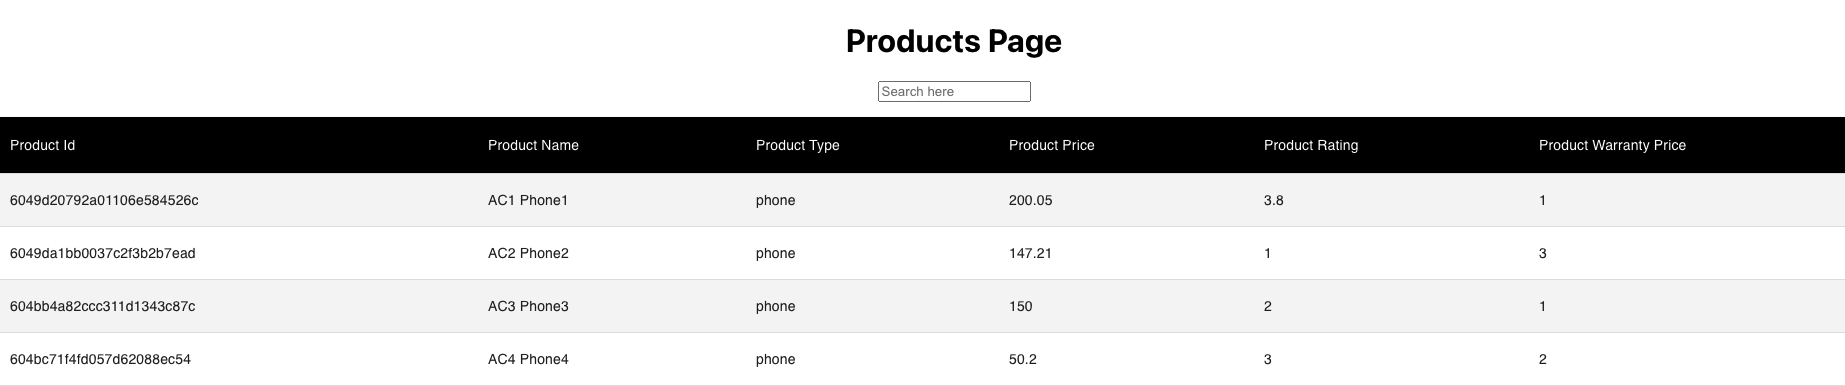 Products Page
Search here
Product Id Product Name Product Type Product Price Product Rating Product Warranty Price
6049d20792a01106e584526c AC1 Phone1 phone 200.05 3.8 1
6049da1bb0037c2f3b2b7ead AC2 Phone2 phone 147.21 1 3
604bb4a82ccc311d1343c87c AC3 Phone3 phone 150 2 1
604bc71f4fd057d62088ec54 AC4 Phone4 phone 50.2 3 2